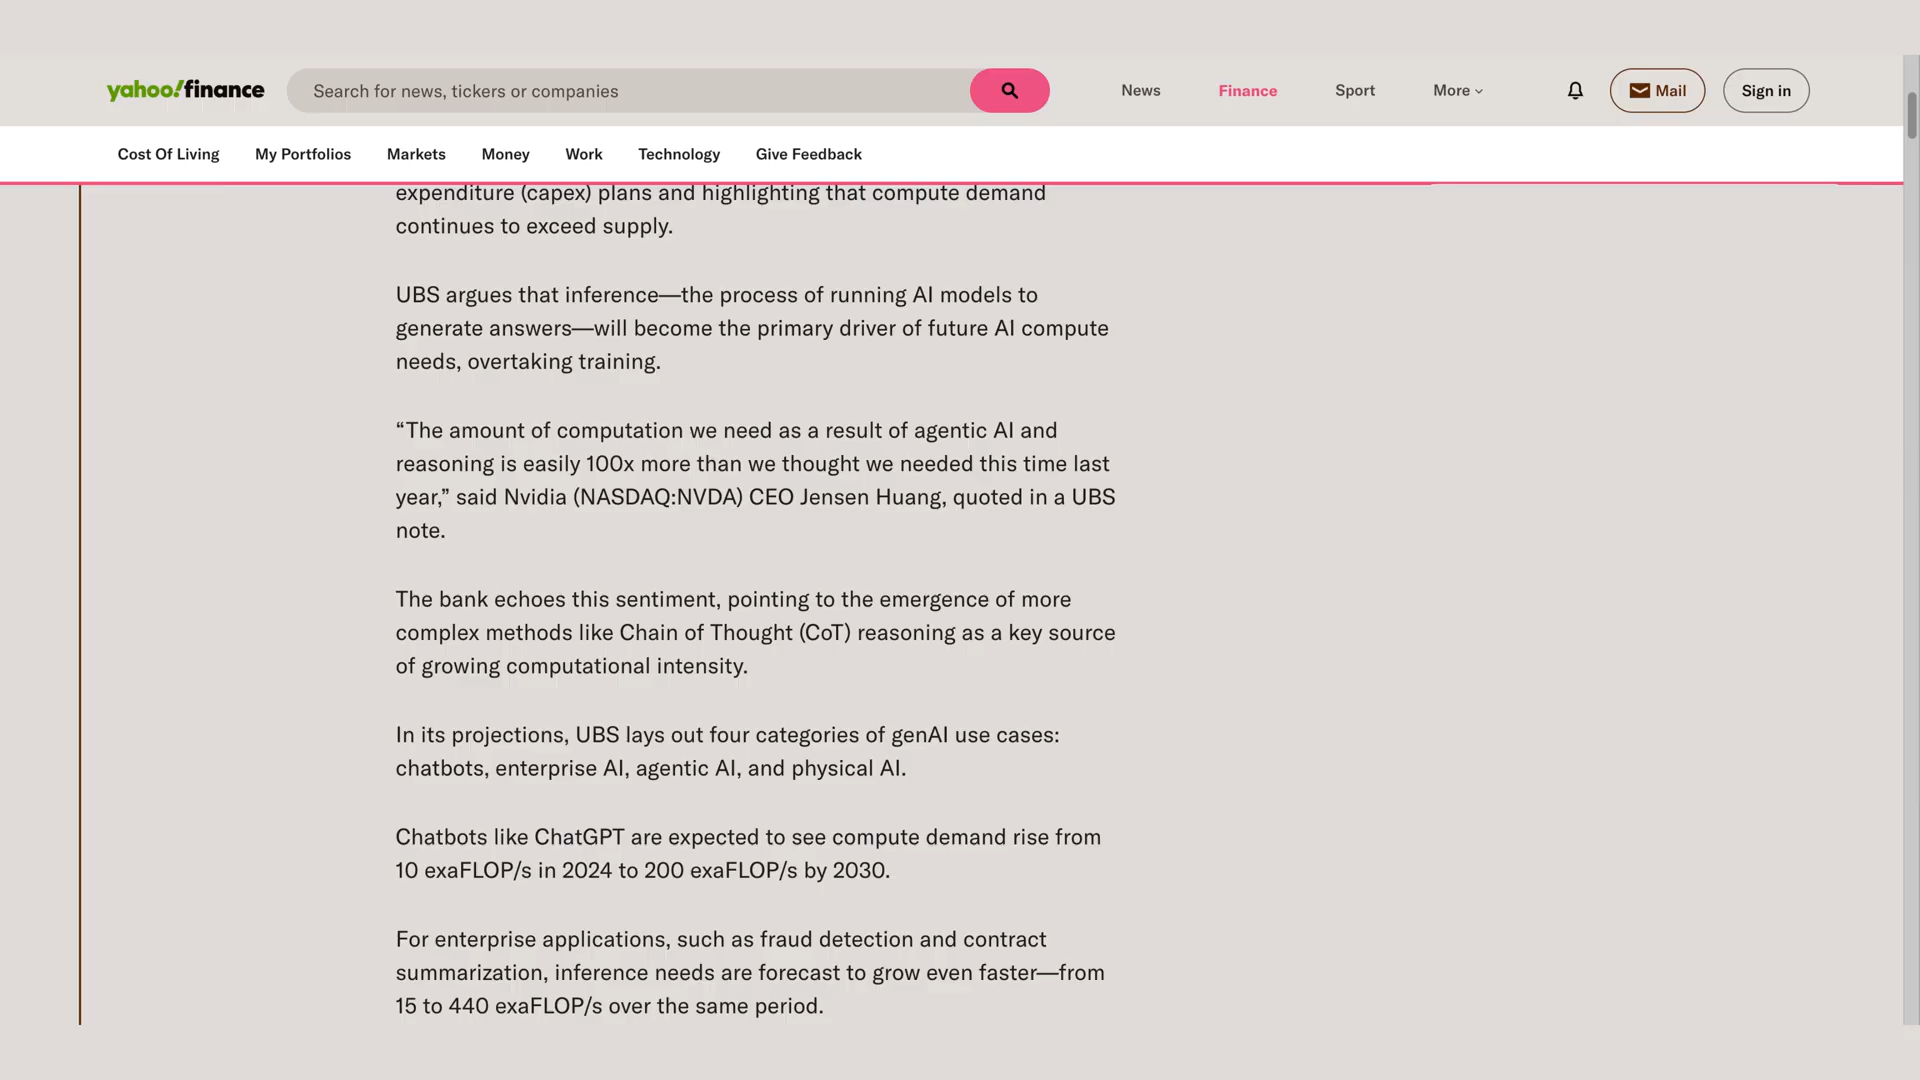 yahoo!finance
Search for news, tickers or companies
News
Finance
Sport
More
Mail
Sign in
Cost Of Living
My Portfolios
Markets
Money
Work
Technology
Give Feedback
expenditure (capex) plans and highlighting that compute demand
continues to exceed supply.
UBS argues that inference—the process of running AI models to
generate answers—will become the primary driver of future AI compute
needs, overtaking training.
“The amount of computation we need as a result of agentic AI and
reasoning is easily 100x more than we thought we needed this time last
year,” said Nvidia (NASDAQ:NVDA) CEO Jensen Huang, quoted in a UBS
note.
The bank echoes this sentiment, pointing to the emergence of more
complex methods like Chain of Thought (CoT) reasoning as a key source
of growing computational intensity.
In its projections, UBS lays out four categories of genAI use cases:
chatbots, enterprise AI, agentic AI, and physical AI.
Chatbots like ChatGPT are expected to see compute demand rise from
10 exaFLOP/s in 2024 to 200 exaFLOP/s by 2030.
For enterprise applications, such as fraud detection and contract
summarization, inference needs are forecast to grow even faster—from
15 to 440 exaFLOP/s over the same period.